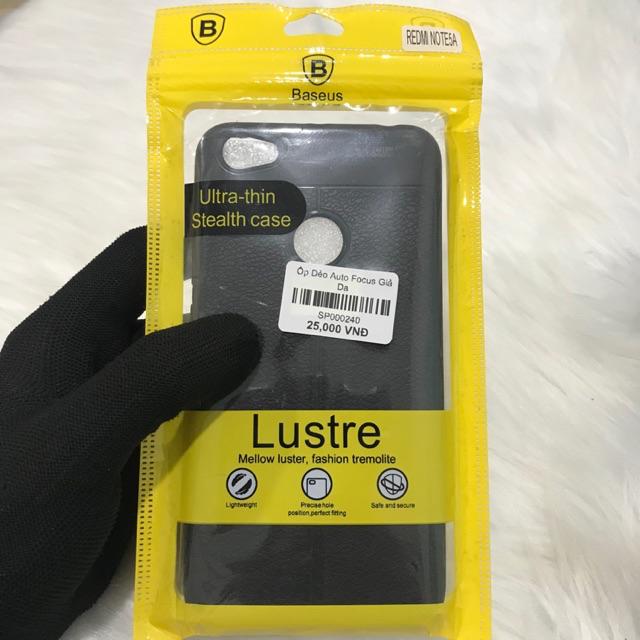 B
REDMI NOTE5A
B
Baseus
Ultra-thin
Stealth case
Ốp Dẻo Auto Focus Giả
Da
SP000240
25,000 VNĐ
Lustre
Mellow luster, fashion tremolite
Lightweight
Precise hole
position,perfect fitting
Safe and secure